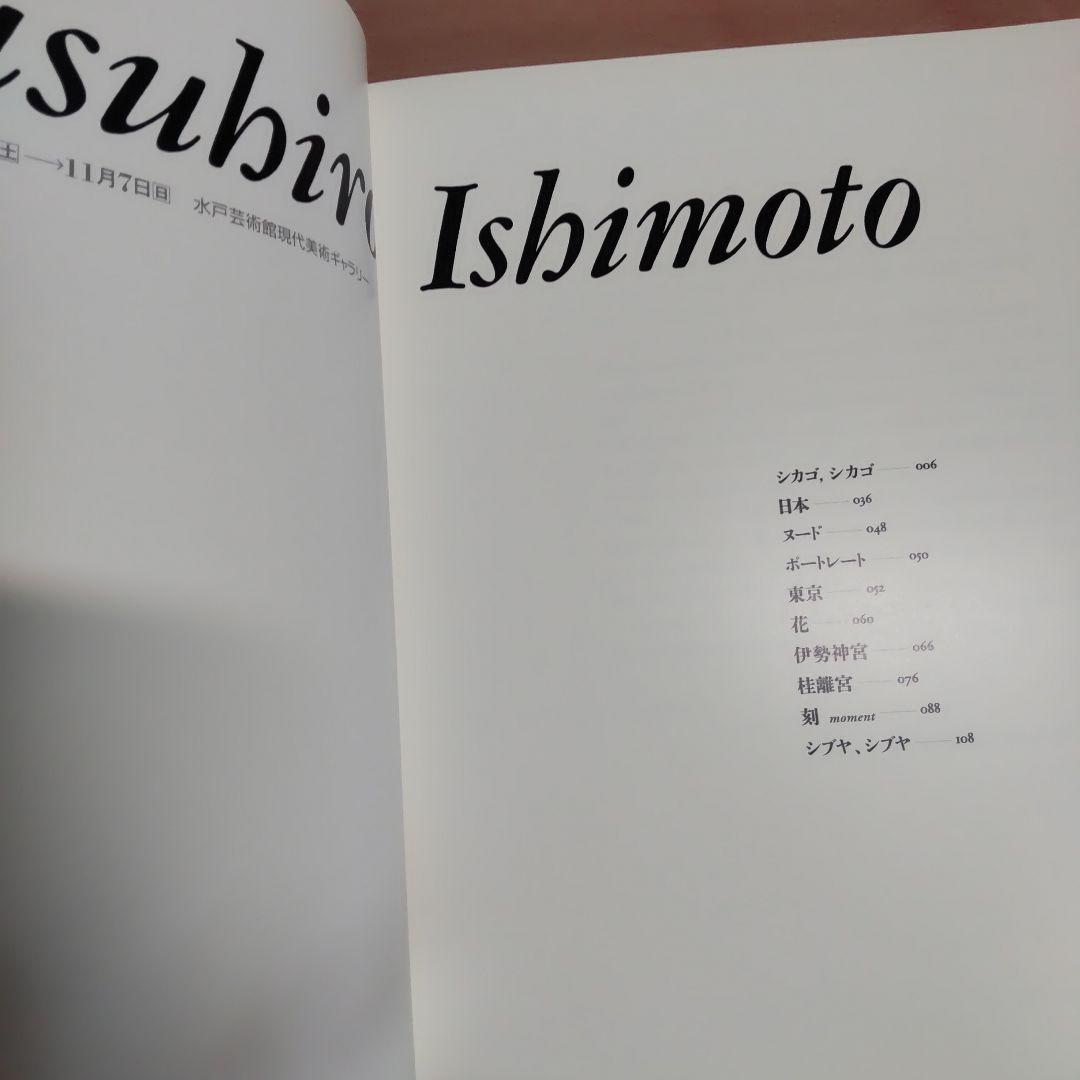 asuhiro
土→11月7日日 水戸芸術館現代美術ギャラリー
Ishimoto
シカゴ, シカゴ — 006
日本 — 036
ヌード — 048
ポートレート — 050
東京 — 052
花 — 060
伊勢神宮 — 066
桂離宮 — 076
刻 moment — 088
シブヤ、シブヤ — 108